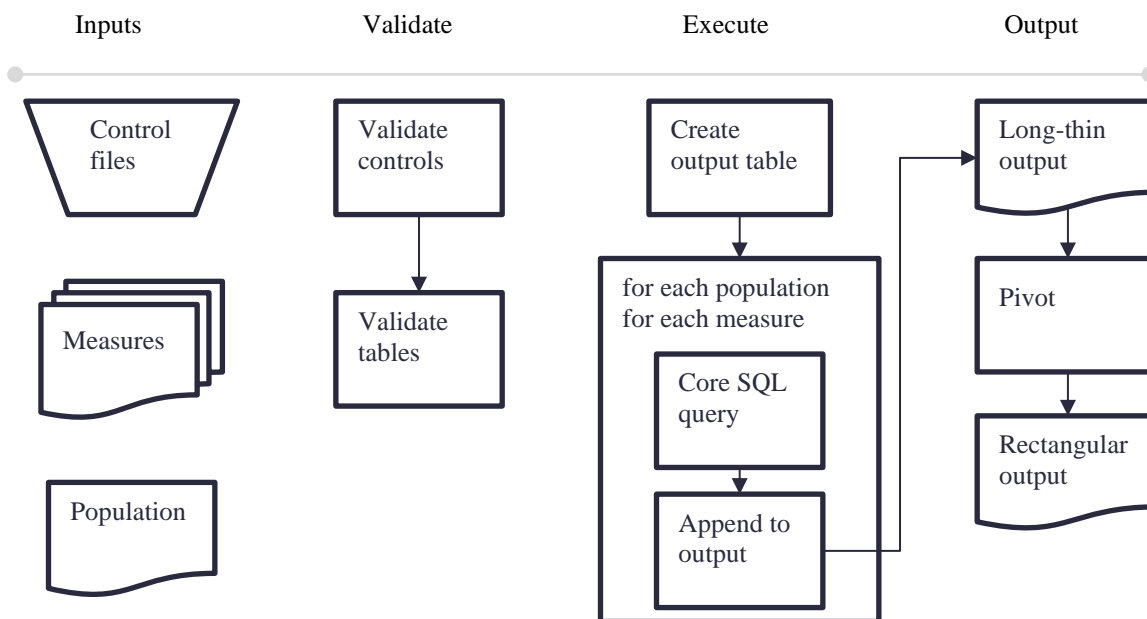 Inputs
Validate
Execute
Output
Control
files
Measures
Population
Validate
controls
Validate
tables
Create
output table
for each population
for each measure
Core SQL
query
Append to
output
Long-thin
output
Pivot
Rectangular
output